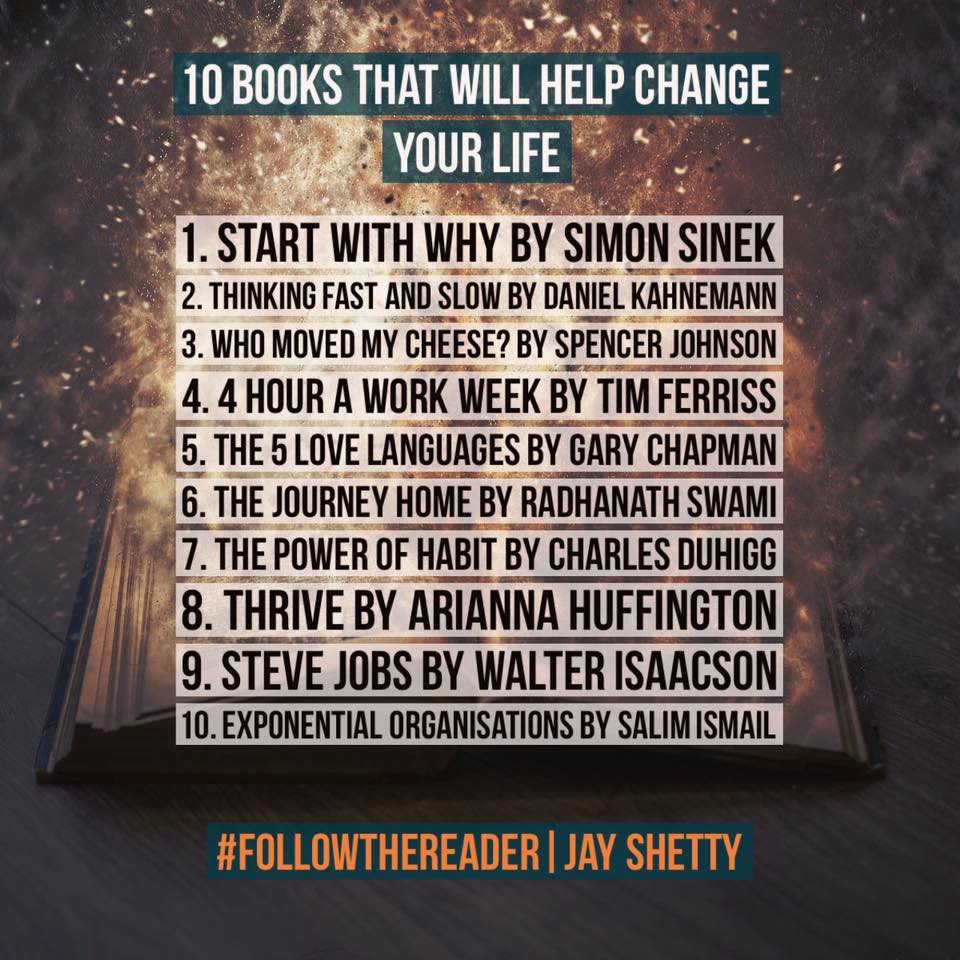 10 BOOKS THAT WILL HELP CHANGE
YOUR LIFE
1. START WITH WHY BY SIMON SINEK
2. THINKING FAST AND SLOW BY DANIEL KAHNEMANN
3. WHO MOVED MY CHEESE? BY SPENCER JOHNSON
4. 4 HOUR A WORK WEEK BY TIM FERRISS
5. THE 5 LOVE LANGUAGES BY GARY CHAPMAN
6. THE JOURNEY HOME BY RADHANATH SWAMI
7. THE POWER OF HABIT BY CHARLES DUHIGG
8. THRIVE BY ARIANNA HUFFINGTON
9. STEVE JOBS BY WALTER ISAACSON
10. EXPONENTIAL ORGANISATIONS BY SALIM ISMAIL
#FOLLOWTHEREADER | JAY SHETTY